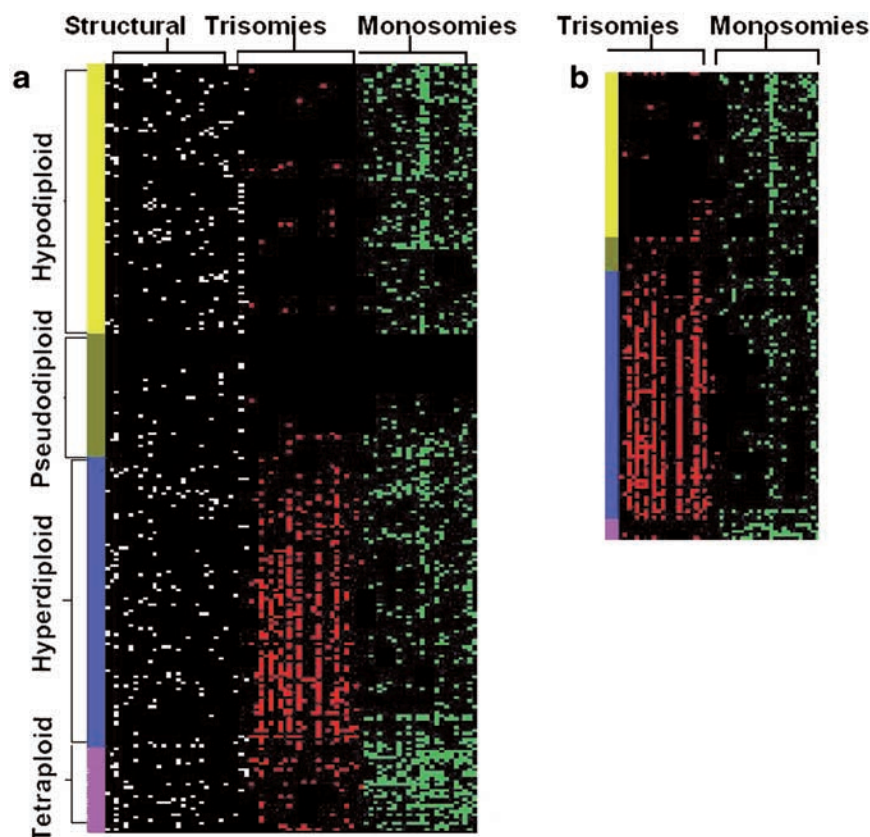 Structural Trisomies Monosomies
a
Hypodiploid
Pseudodiploid
Hyperdiploid
Tetraploid
Trisomies Monosomies
b